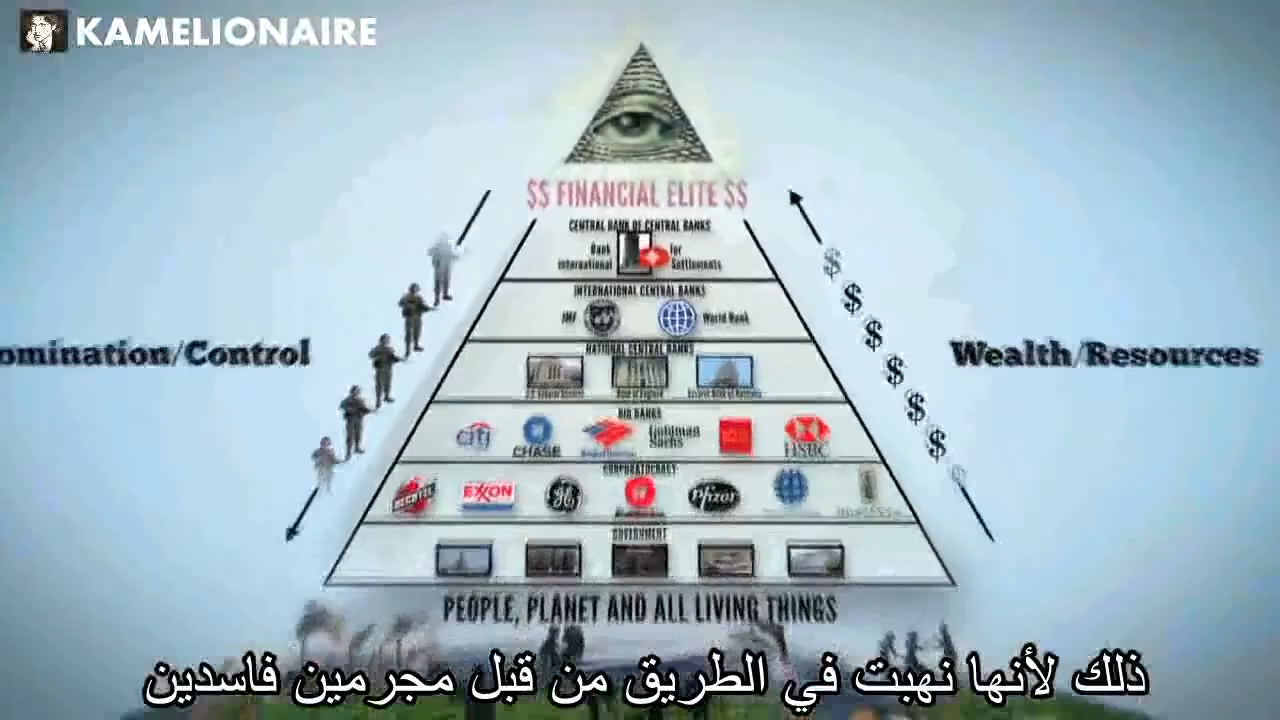 KAMELIONAIRE
$$ FINANCIAL ELITE $$
CENTRAL BANK OF CENTRAL BANKS
Bank for
International Settlements
INTERNATIONAL CENTRAL BANKS
IMF World Bank
omination/Control
Wealth/Resources
NATIONAL CENTRAL BANKS
BIG BANKS
citi CHASE Goldman Sachs HSBC
CORPORATOCRACY
BECHTEL EXXON Pfizer
GOVERNMENT
PEOPLE, PLANET AND ALL LIVING THINGS
ذلك لأنها نهبت في الطريق من قبل مجرمين فاسدين